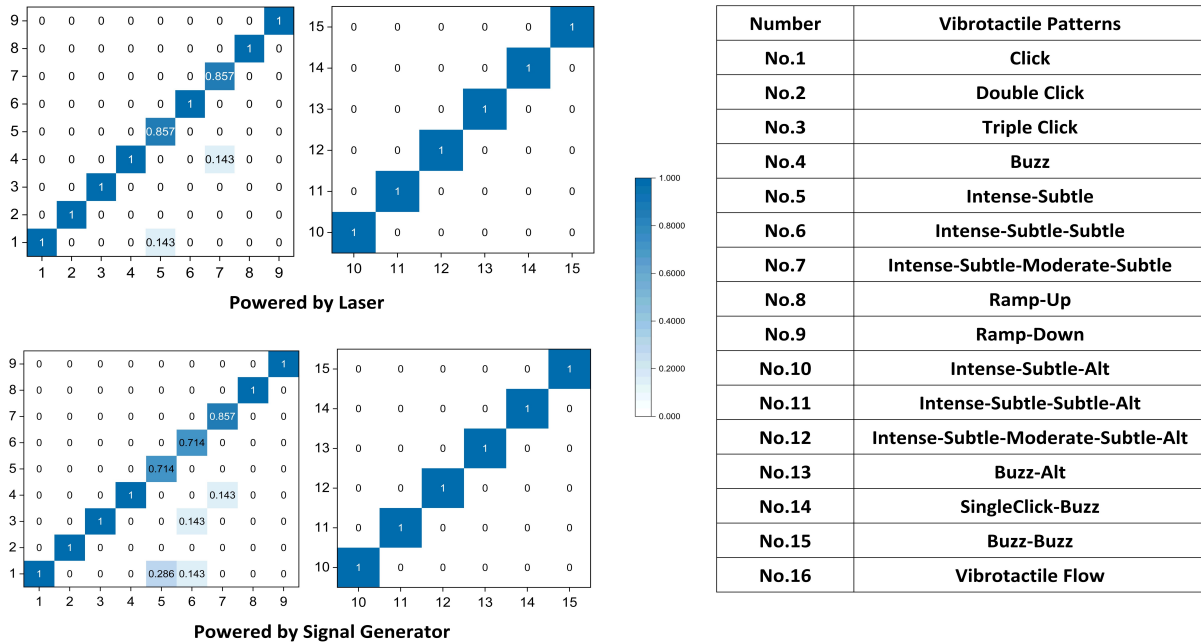 9 0 0 0 0 0 0 0 0 1
8 0 0 0 0 0 0 0 1 0
7 0 0 0 0 0 0 0.857 0 0
6 0 0 0 0 0 1 0 0 0
5 0 0 0 0 0.857 0 0 0 0
4 0 0 0 1 0 0 0.143 0 0
3 0 0 1 0 0 0 0 0 0
2 0 1 0 0 0 0 0 0 0
1 1 0 0 0 0.143 0 0 0 0
1 2 3 4 5 6 7 8 9
15 0 0 0 0 0 1
14 0 0 0 0 1 0
13 0 0 0 1 0 0
12 0 0 1 0 0 0
11 0 1 0 0 0 0
10 1 0 0 0 0 0
10 11 12 13 14 15
Powered by Laser
9 0 0 0 0 0 0 0 0 1
8 0 0 0 0 0 0 0 1 0
7 0 0 0 0 0 0 0.857 0 0
6 0 0 0 0 0 0.714 0 0 0
5 0 0 0 0 0.714 0 0 0 0
4 0 0 0 1 0 0 0.143 0 0
3 0 0 1 0 0 0.143 0 0 0
2 0 1 0 0 0 0 0 0 0
1 1 0 0 0 0.286 0.143 0 0 0
1 2 3 4 5 6 7 8 9
15 0 0 0 0 0 1
14 0 0 0 0 1 0
13 0 0 0 1 0 0
12 0 0 1 0 0 0
11 0 1 0 0 0 0
10 1 0 0 0 0 0
10 11 12 13 14 15
Powered by Signal Generator
1.000
0.8000
0.6000
0.4000
0.2000
0.000
Number Vibrotactile Patterns
No.1 Click
No.2 Double Click
No.3 Triple Click
No.4 Buzz
No.5 Intense-Subtle
No.6 Intense-Subtle-Subtle
No.7 Intense-Subtle-Moderate-Subtle
No.8 Ramp-Up
No.9 Ramp-Down
No.10 Intense-Subtle-Alt
No.11 Intense-Subtle-Subtle-Alt
No.12 Intense-Subtle-Moderate-Subtle-Alt
No.13 Buzz-Alt
No.14 SingleClick-Buzz
No.15 Buzz-Buzz
No.16 Vibrotactile Flow